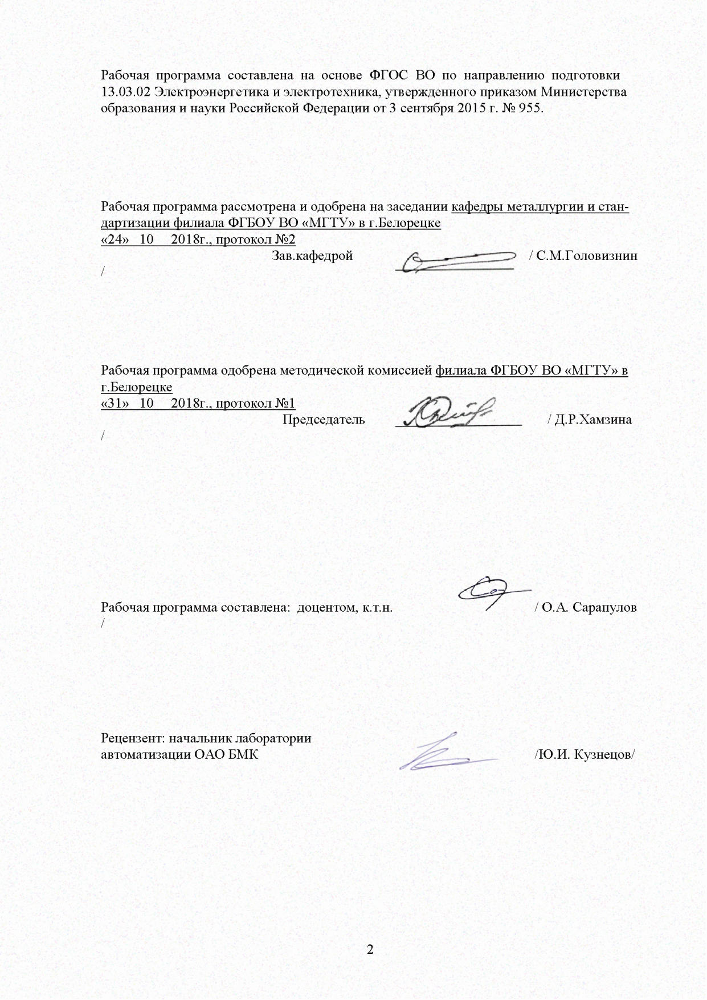 Рабочая программа составлена на основе ФГОС ВО по направлению подготовки
13.03.02 Электроэнергетика и электротехника, утвержденного приказом Министерства
образования и науки Российской Федерации от 3 сентября 2015 г. № 955.
Рабочая программа рассмотрена и одобрена на заседании кафедры металлургии и стан-
дартизации филиала ФГБОУ ВО «МГТУ» в г.Белорецке
«24» 10 2018г., протокол №2
Зав.кафедрой / С.М.Головизнин
/
Рабочая программа одобрена методической комиссией филиала ФГБОУ ВО «МГТУ» в
г.Белорецке
«31» 10 2018г., протокол №1
Председатель / Д.Р.Хамзина
/
Рабочая программа составлена: доцентом, к.т.н. / О.А. Сарапулов
/
Рецензент: начальник лаборатории
автоматизации ОАО БМК /Ю.И. Кузнецов/
2